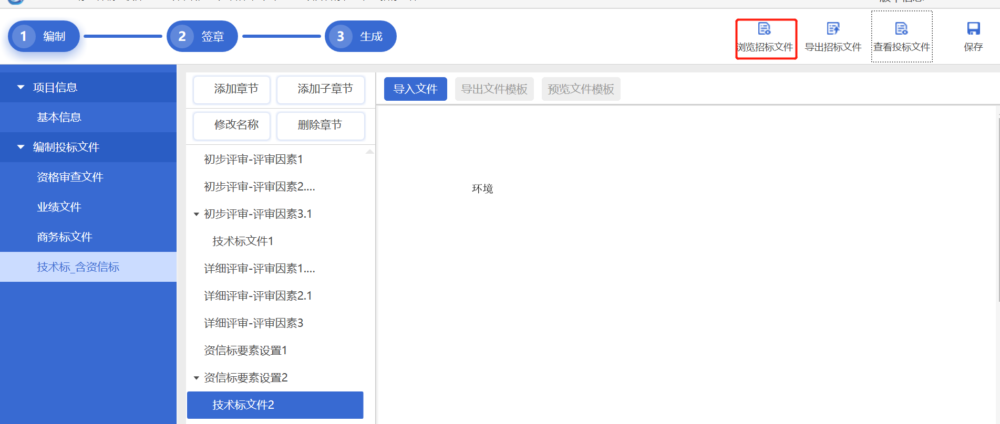 1 编制
2 签章
3 生成
浏览招标文件
导出招标文件
查看投标文件
保存
项目信息
基本信息
编制投标文件
资格审查文件
业绩文件
商务标文件
技术标_含资信标
添加章节
添加子章节
修改名称
删除章节
初步评审-评审因素1
初步评审-评审因素2....
初步评审-评审因素3.1
技术标文件1
详细评审-评审因素1....
详细评审-评审因素2.1
详细评审-评审因素3
资信标要素设置1
资信标要素设置2
技术标文件2
导入文件
导出文件模板
预览文件模板
环境